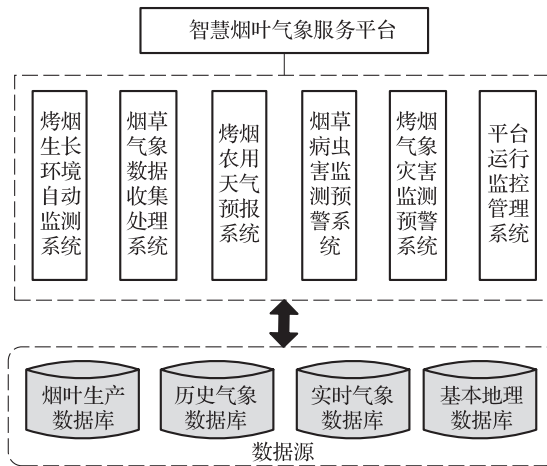 智慧烟叶气象服务平台
烤烟
生长
环境
自动
监测
系统
烟草
气象
数据
收集
处理
系统
烤烟
农用
天气
预报
系统
烟草
病虫
害监
测预
警系
统
烤烟
气象
灾害
监测
预警
系统
平台
运行
监控
管理
系统
烟叶生产
数据库
历史气象
数据库
实时气象
数据库
基本地理
数据库
数据源